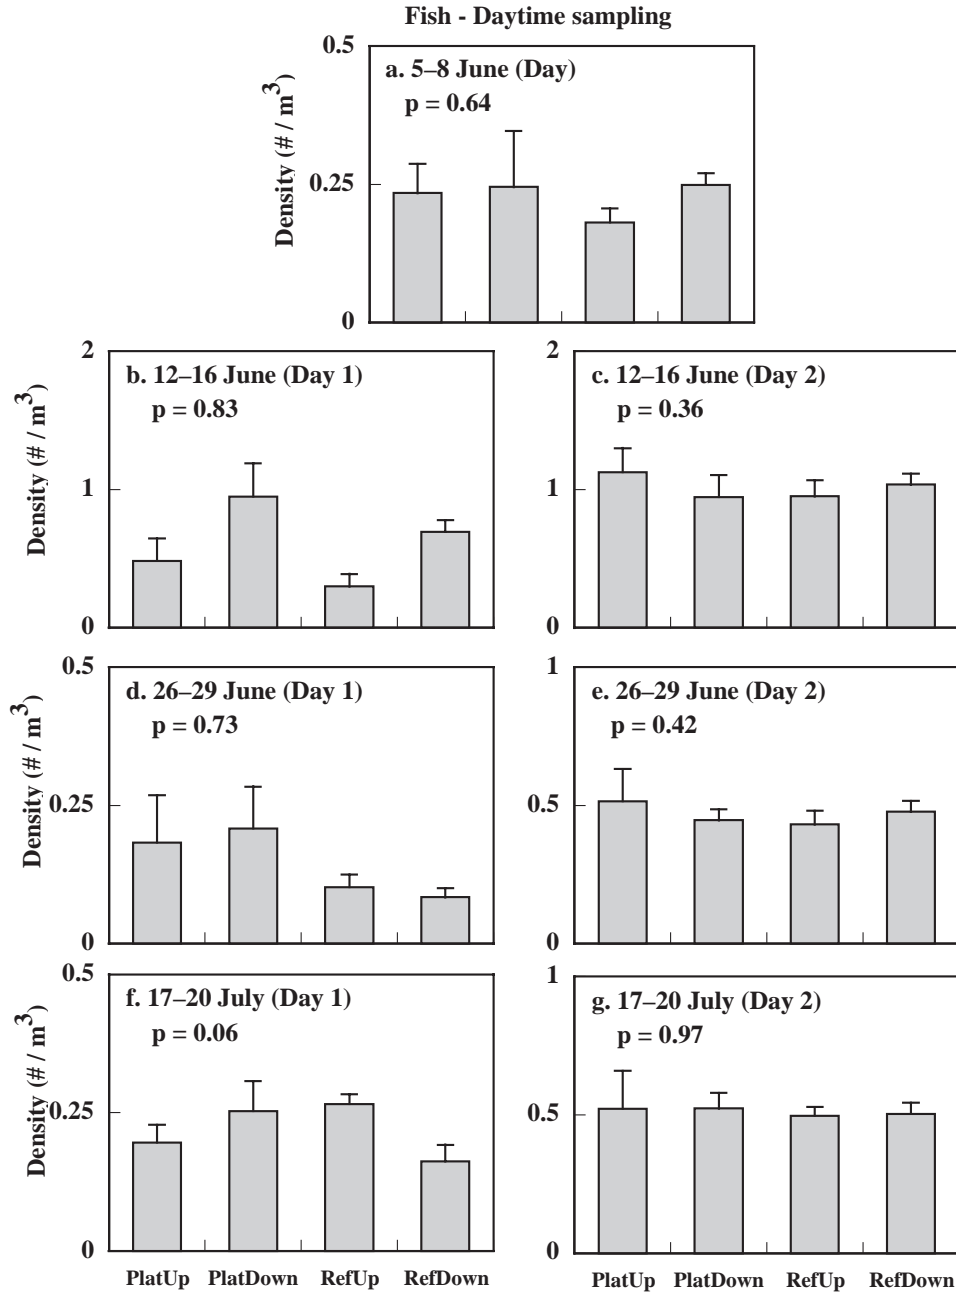 Fish - Daytime sampling
0.5
a. 5–8 June (Day)
p = 0.64
Density (# / m3)
0.25
0
2
b. 12–16 June (Day 1)
p = 0.83
Density (# / m3)
1
0
2
c. 12–16 June (Day 2)
p = 0.36
1
0
0.5
d. 26–29 June (Day 1)
p = 0.73
Density (# / m3)
0.25
0
1
e. 26–29 June (Day 2)
p = 0.42
0.5
0
0.5
f. 17–20 July (Day 1)
p = 0.06
Density (# / m3)
0.25
0
PlatUp PlatDown RefUp RefDown
1
g. 17–20 July (Day 2)
p = 0.97
0.5
0
PlatUp PlatDown RefUp RefDown